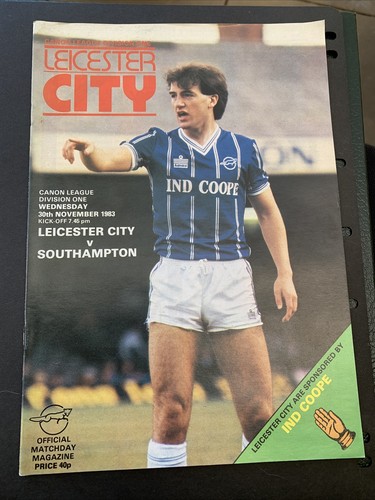 LEICESTER
CITY
CANON LEAGUE
DIVISION ONE
WEDNESDAY
30th NOVEMBER 1983
KICK-OFF 7.45 pm
LEICESTER CITY
v
SOUTHAMPTON
IND COOPE
ON
LEICESTER CITY ARE SPONSORED BY
IND COOPE
OFFICIAL
MATCHDAY
MAGAZINE
PRICE 40p